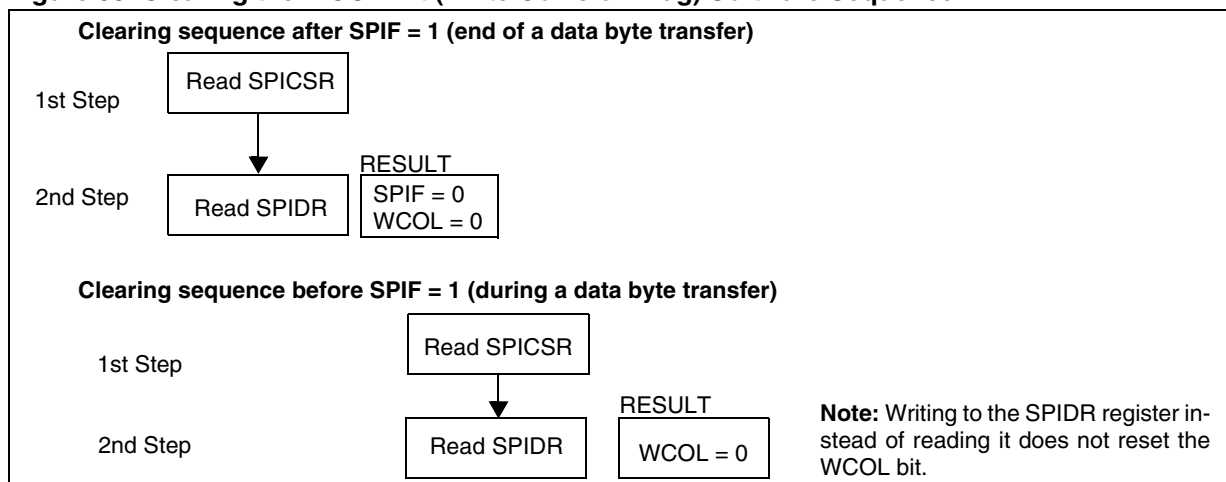 Clearing sequence after SPIF = 1 (end of a data byte transfer)
1st Step
Read SPICSR
2nd Step
Read SPIDR
RESULT
SPIF = 0
WCOL = 0
Clearing sequence before SPIF = 1 (during a data byte transfer)
1st Step
Read SPICSR
2nd Step
Read SPIDR
RESULT
WCOL = 0
Note: Writing to the SPIDR register in-
stead of reading it does not reset the
WCOL bit.